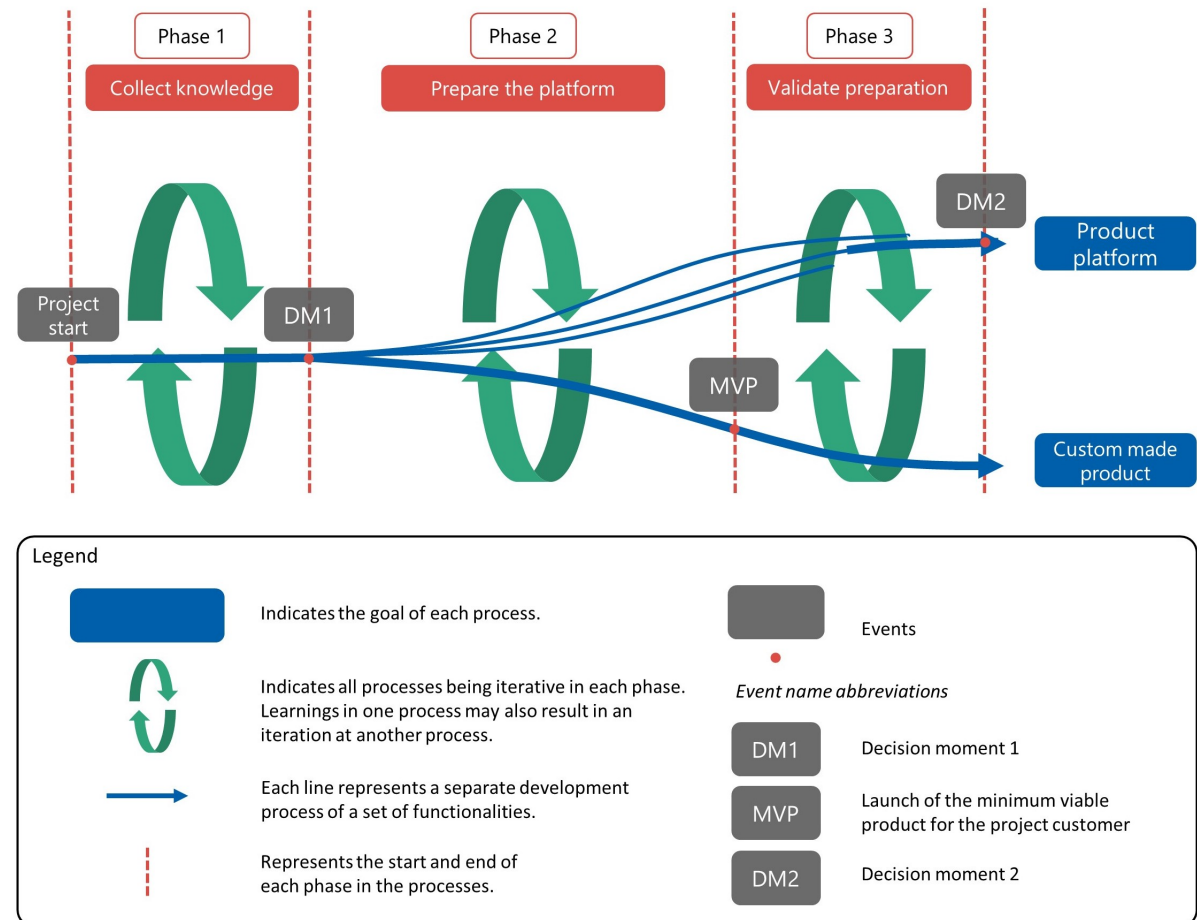 Phase 1
Phase 2
Phase 3
Collect knowledge
Prepare the platform
Validate preparation
DM2
Product
platform
Project
start
DM1
MVP
Custom made
product
Legend
Indicates the goal of each process.
Indicates all processes being iterative in each phase.
Learnings in one process may also result in an
iteration at another process.
Each line represents a separate development
process of a set of functionalities.
Represents the start and end of
each phase in the processes.
Events
Event name abbreviations
DM1
Decision moment 1
MVP
Launch of the minimum viable
product for the project customer
DM2
Decision moment 2